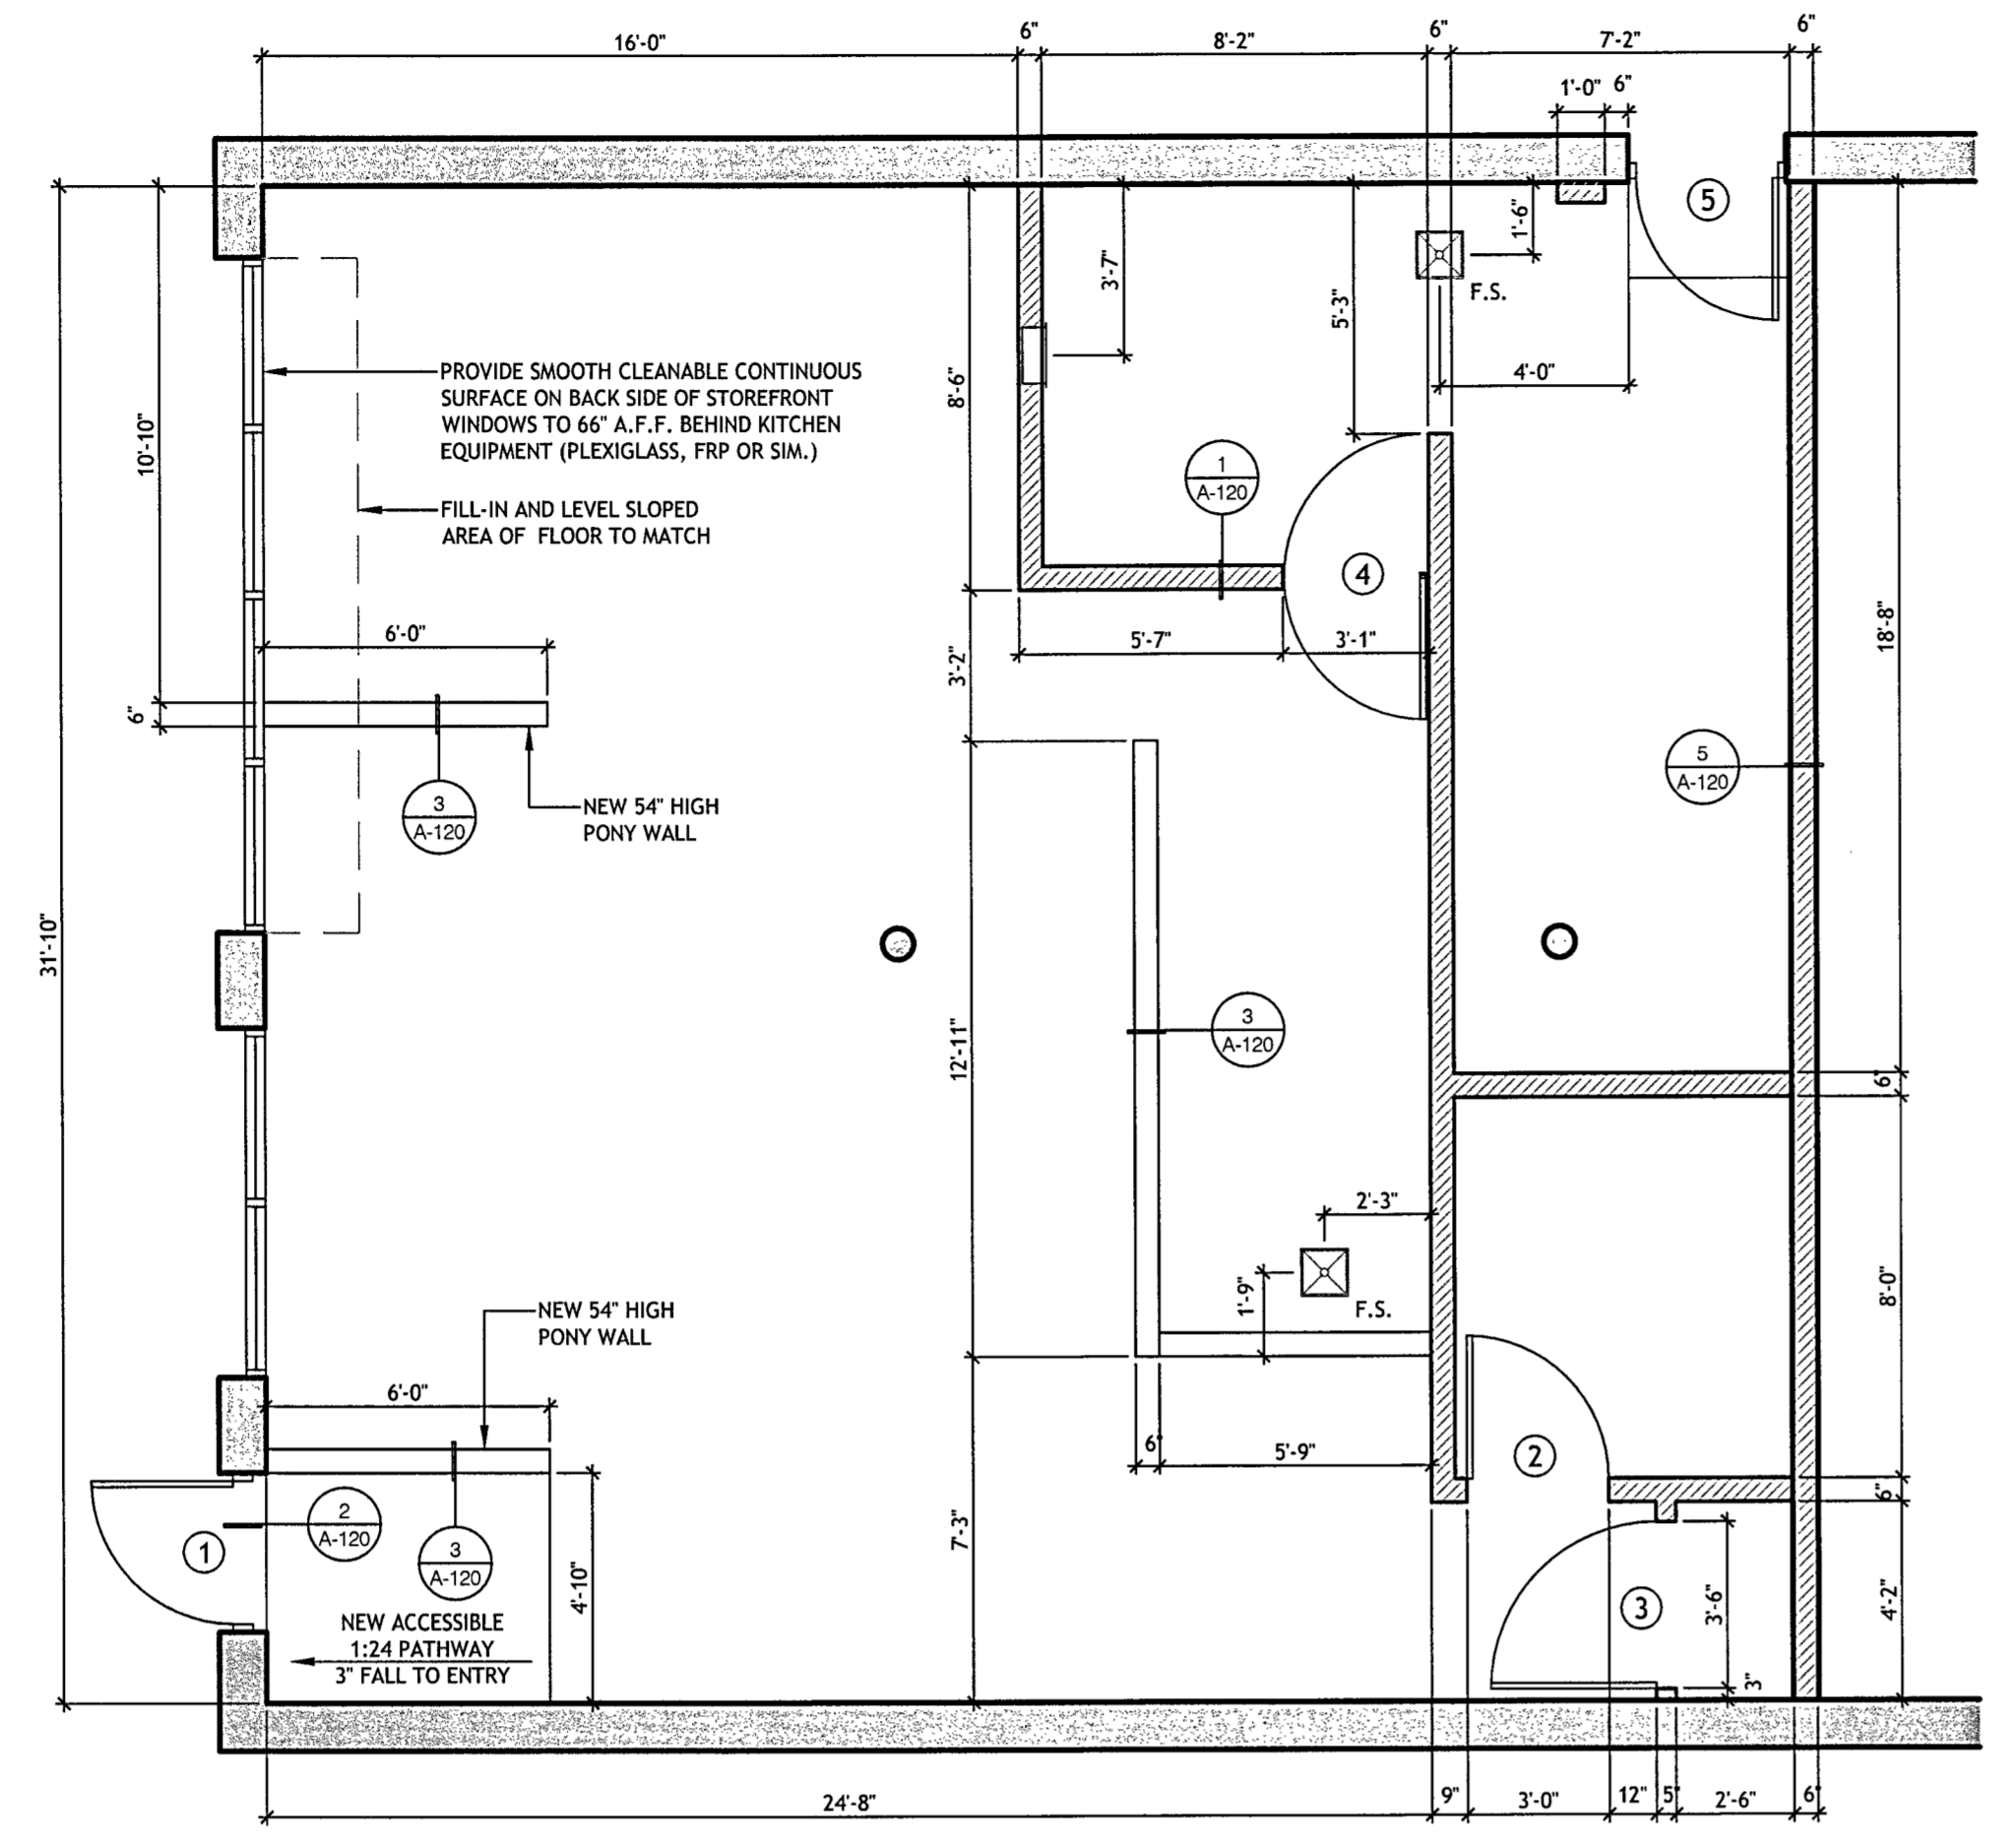 16'-0"
6"
8'-2"
6"
7'-2"
6"
1'-0"
6"
5
1'-6"
3'-7"
F.S.
5'-3"
4'-0"
8'-6"
PROVIDE SMOOTH CLEANABLE CONTINUOUS
SURFACE ON BACK SIDE OF STOREFRONT
WINDOWS TO 66" A.F.F. BEHIND KITCHEN
EQUIPMENT (PLEXIGLASS, FRP OR SIM.)
10'-10"
1
A-120
FILL-IN AND LEVEL SLOPED
AREA OF FLOOR TO MATCH
4
6'-0"
5'-7"
3'-1"
18'-8"
3'-2"
6"
5
A-120
3
A-120
NEW 54" HIGH
PONY WALL
31'-10"
12'-11"
3
A-120
6"
2'-3"
1'-9"
F.S.
8'-0"
NEW 54" HIGH
PONY WALL
6'-0"
6"
5'-9"
2
6"
2
A-120
1
3
A-120
7'-3"
4'-10"
3'-6"
3
4'-2"
NEW ACCESSIBLE
1:24 PATHWAY
3" FALL TO ENTRY
3"
24'-8"
9"
3'-0"
12"
5"
2'-6"
6"